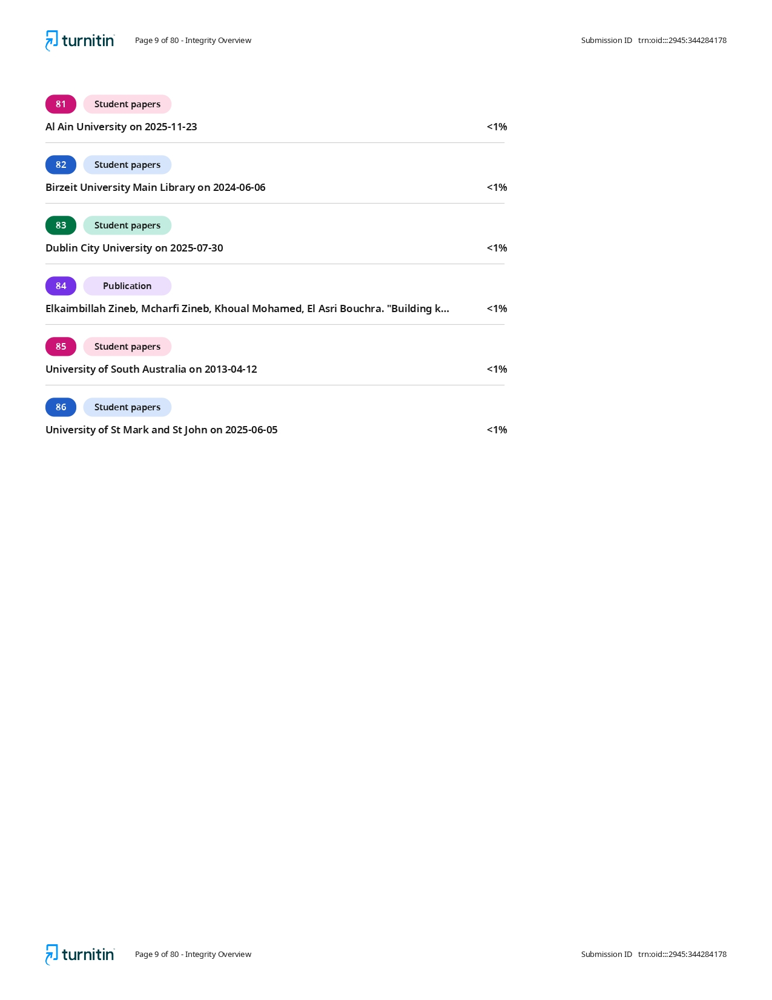 turnitin Page 9 of 80 - Integrity Overview Submission ID trn:oid:::2945:344284178
81 Student papers
Al Ain University on 2025-11-23 <1%
82 Student papers
Birzeit University Main Library on 2024-06-06 <1%
83 Student papers
Dublin City University on 2025-07-30 <1%
84 Publication
Elkaimbillah Zineb, Mcharfi Zineb, Khoual Mohamed, El Asri Bouchra. "Building k... <1%
85 Student papers
University of South Australia on 2013-04-12 <1%
86 Student papers
University of St Mark and St John on 2025-06-05 <1%
turnitin Page 9 of 80 - Integrity Overview Submission ID trn:oid:::2945:344284178